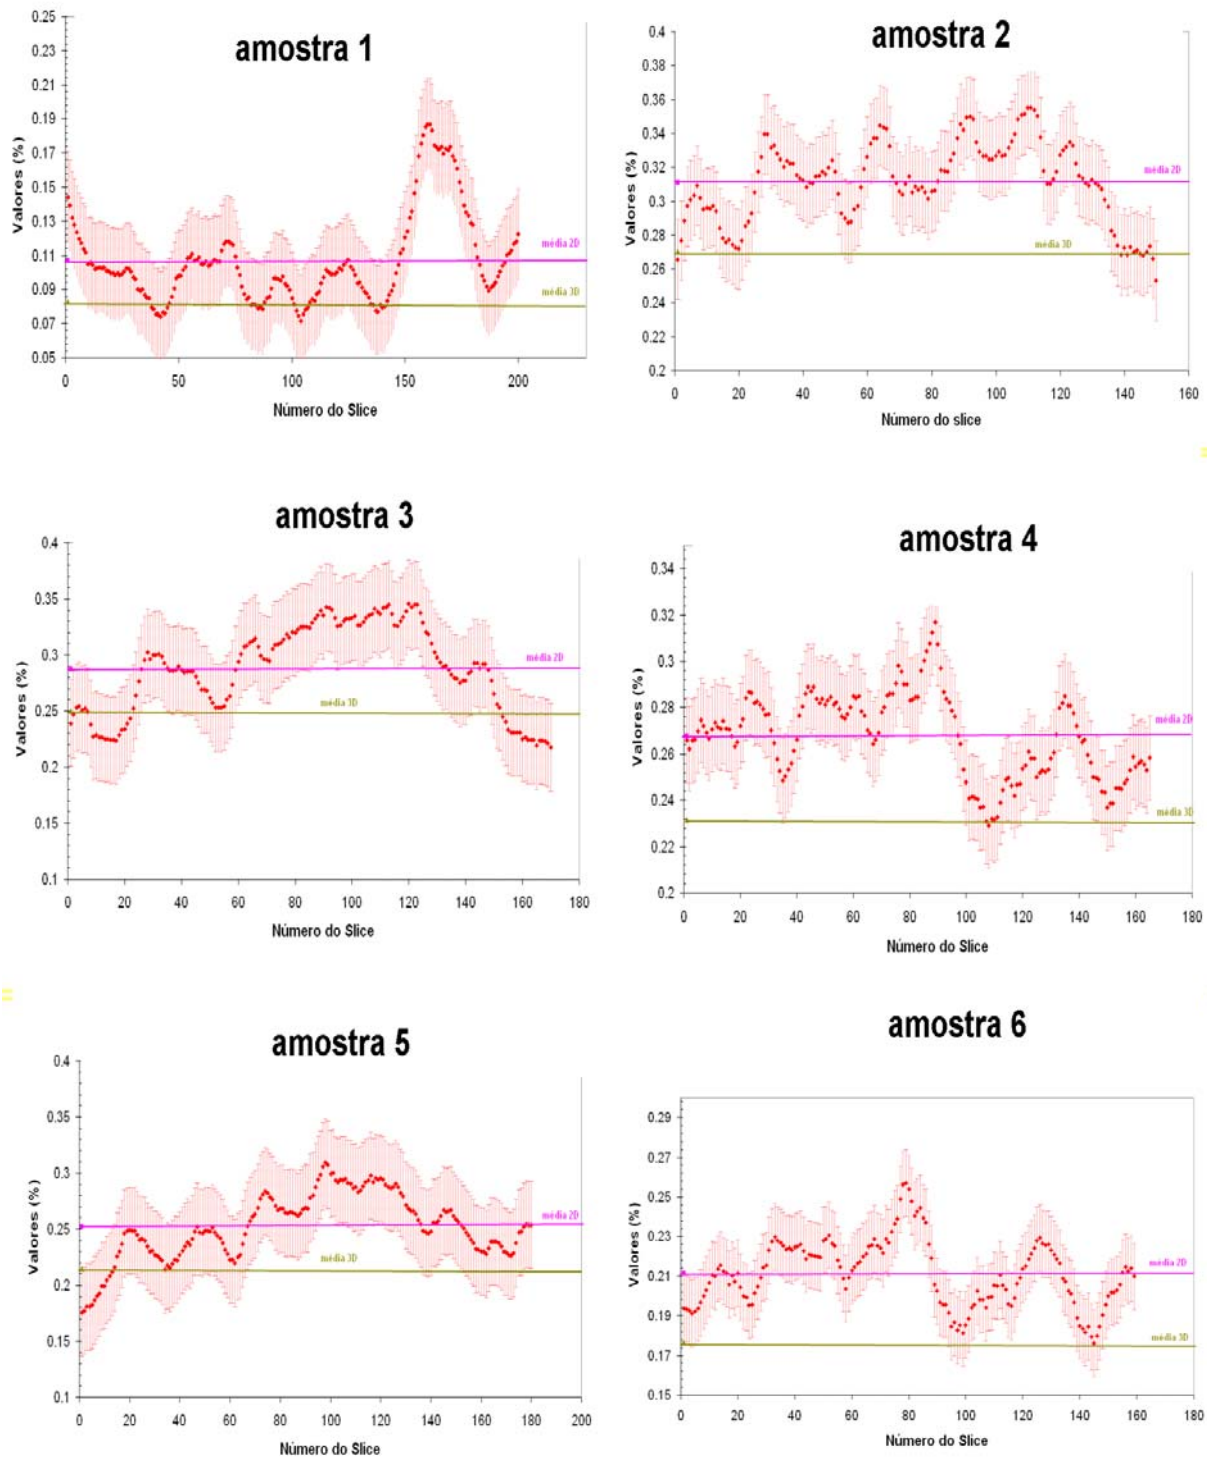 amostra 1
0.25
0.23
0.21
0.19
0.17
0.15
0.13
0.11
0.09
0.07
0.05
Valores (%)
média 2D
média 3D
0 50 100 150 200
Número do Slice
amostra 2
0.4
0.38
0.36
0.34
0.32
0.3
0.28
0.26
0.24
0.22
0.2
Valores (%)
média 2D
média 3D
0 20 40 60 80 100 120 140 160
Número do slice
amostra 3
0.4
0.35
0.3
0.25
0.2
0.15
0.1
Valores (%)
média 2D
média 3D
0 20 40 60 80 100 120 140 160 180
Número do Slice
amostra 4
0.34
0.32
0.3
0.28
0.26
0.24
0.22
0.2
Valores (%)
média 2D
média 3D
0 20 40 60 80 100 120 140 160 180
Número do Slice
amostra 5
0.4
0.35
0.3
0.25
0.2
0.15
0.1
Valores (%)
média 2D
média 3D
0 20 40 60 80 100 120 140 160 180 200
Número do Slice
amostra 6
0.29
0.27
0.25
0.23
0.21
0.19
0.17
0.15
Valores (%)
média 2D
média 3D
0 20 40 60 80 100 120 140 160 180
Número do Slice